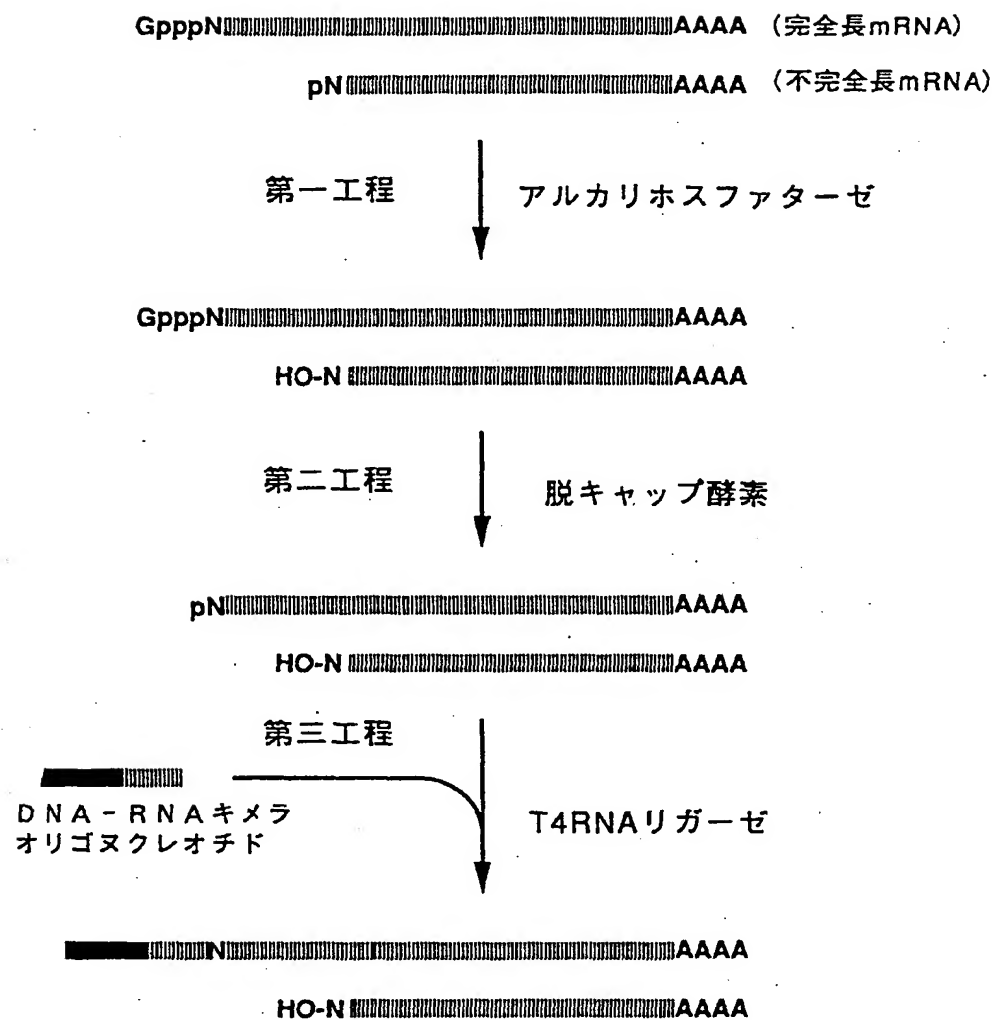 GpppN AAAA (完全長mRNA)
pN AAAA (不完全長mRNA)
第一工程 アルカリホスファターゼ
GpppN AAAA
HO-N AAAA
第二工程 脱キャップ酵素
pN AAAA
HO-N AAAA
第三工程
DNA-RNAキメラ
オリゴヌクレオチド
T4RNAリガーゼ
N AAAA
HO-N AAAA